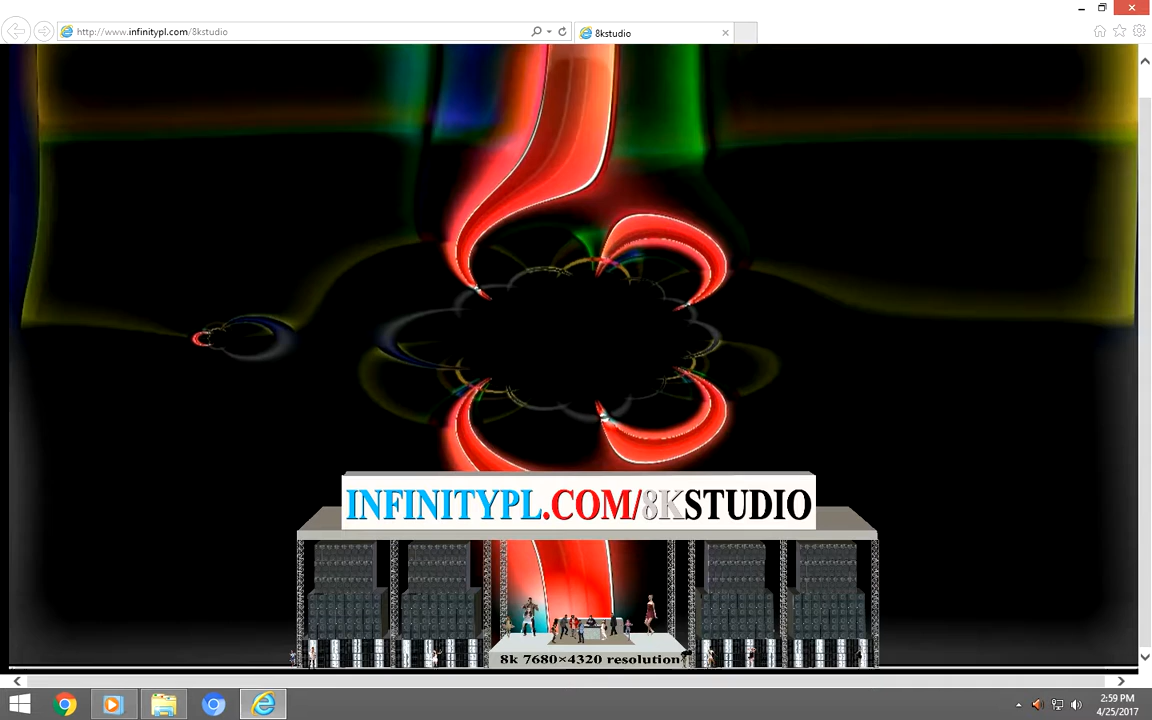 http://www.infinitypl.com/8kstudio
8kstudio
INFINITYPL.COM/8KSTUDIO
8k 7680×4320 resolution
2:59 PM
4/25/2017